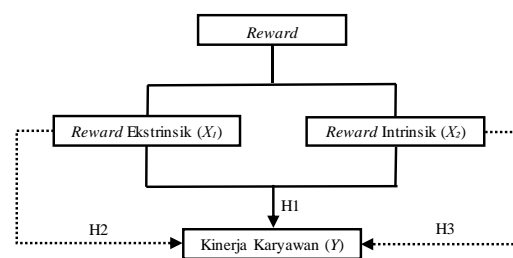 Reward
Reward Ekstrinsik (X₁)
Reward Intrinsik (X₂)
H1
H2
H3
Kinerja Karyawan (Y)